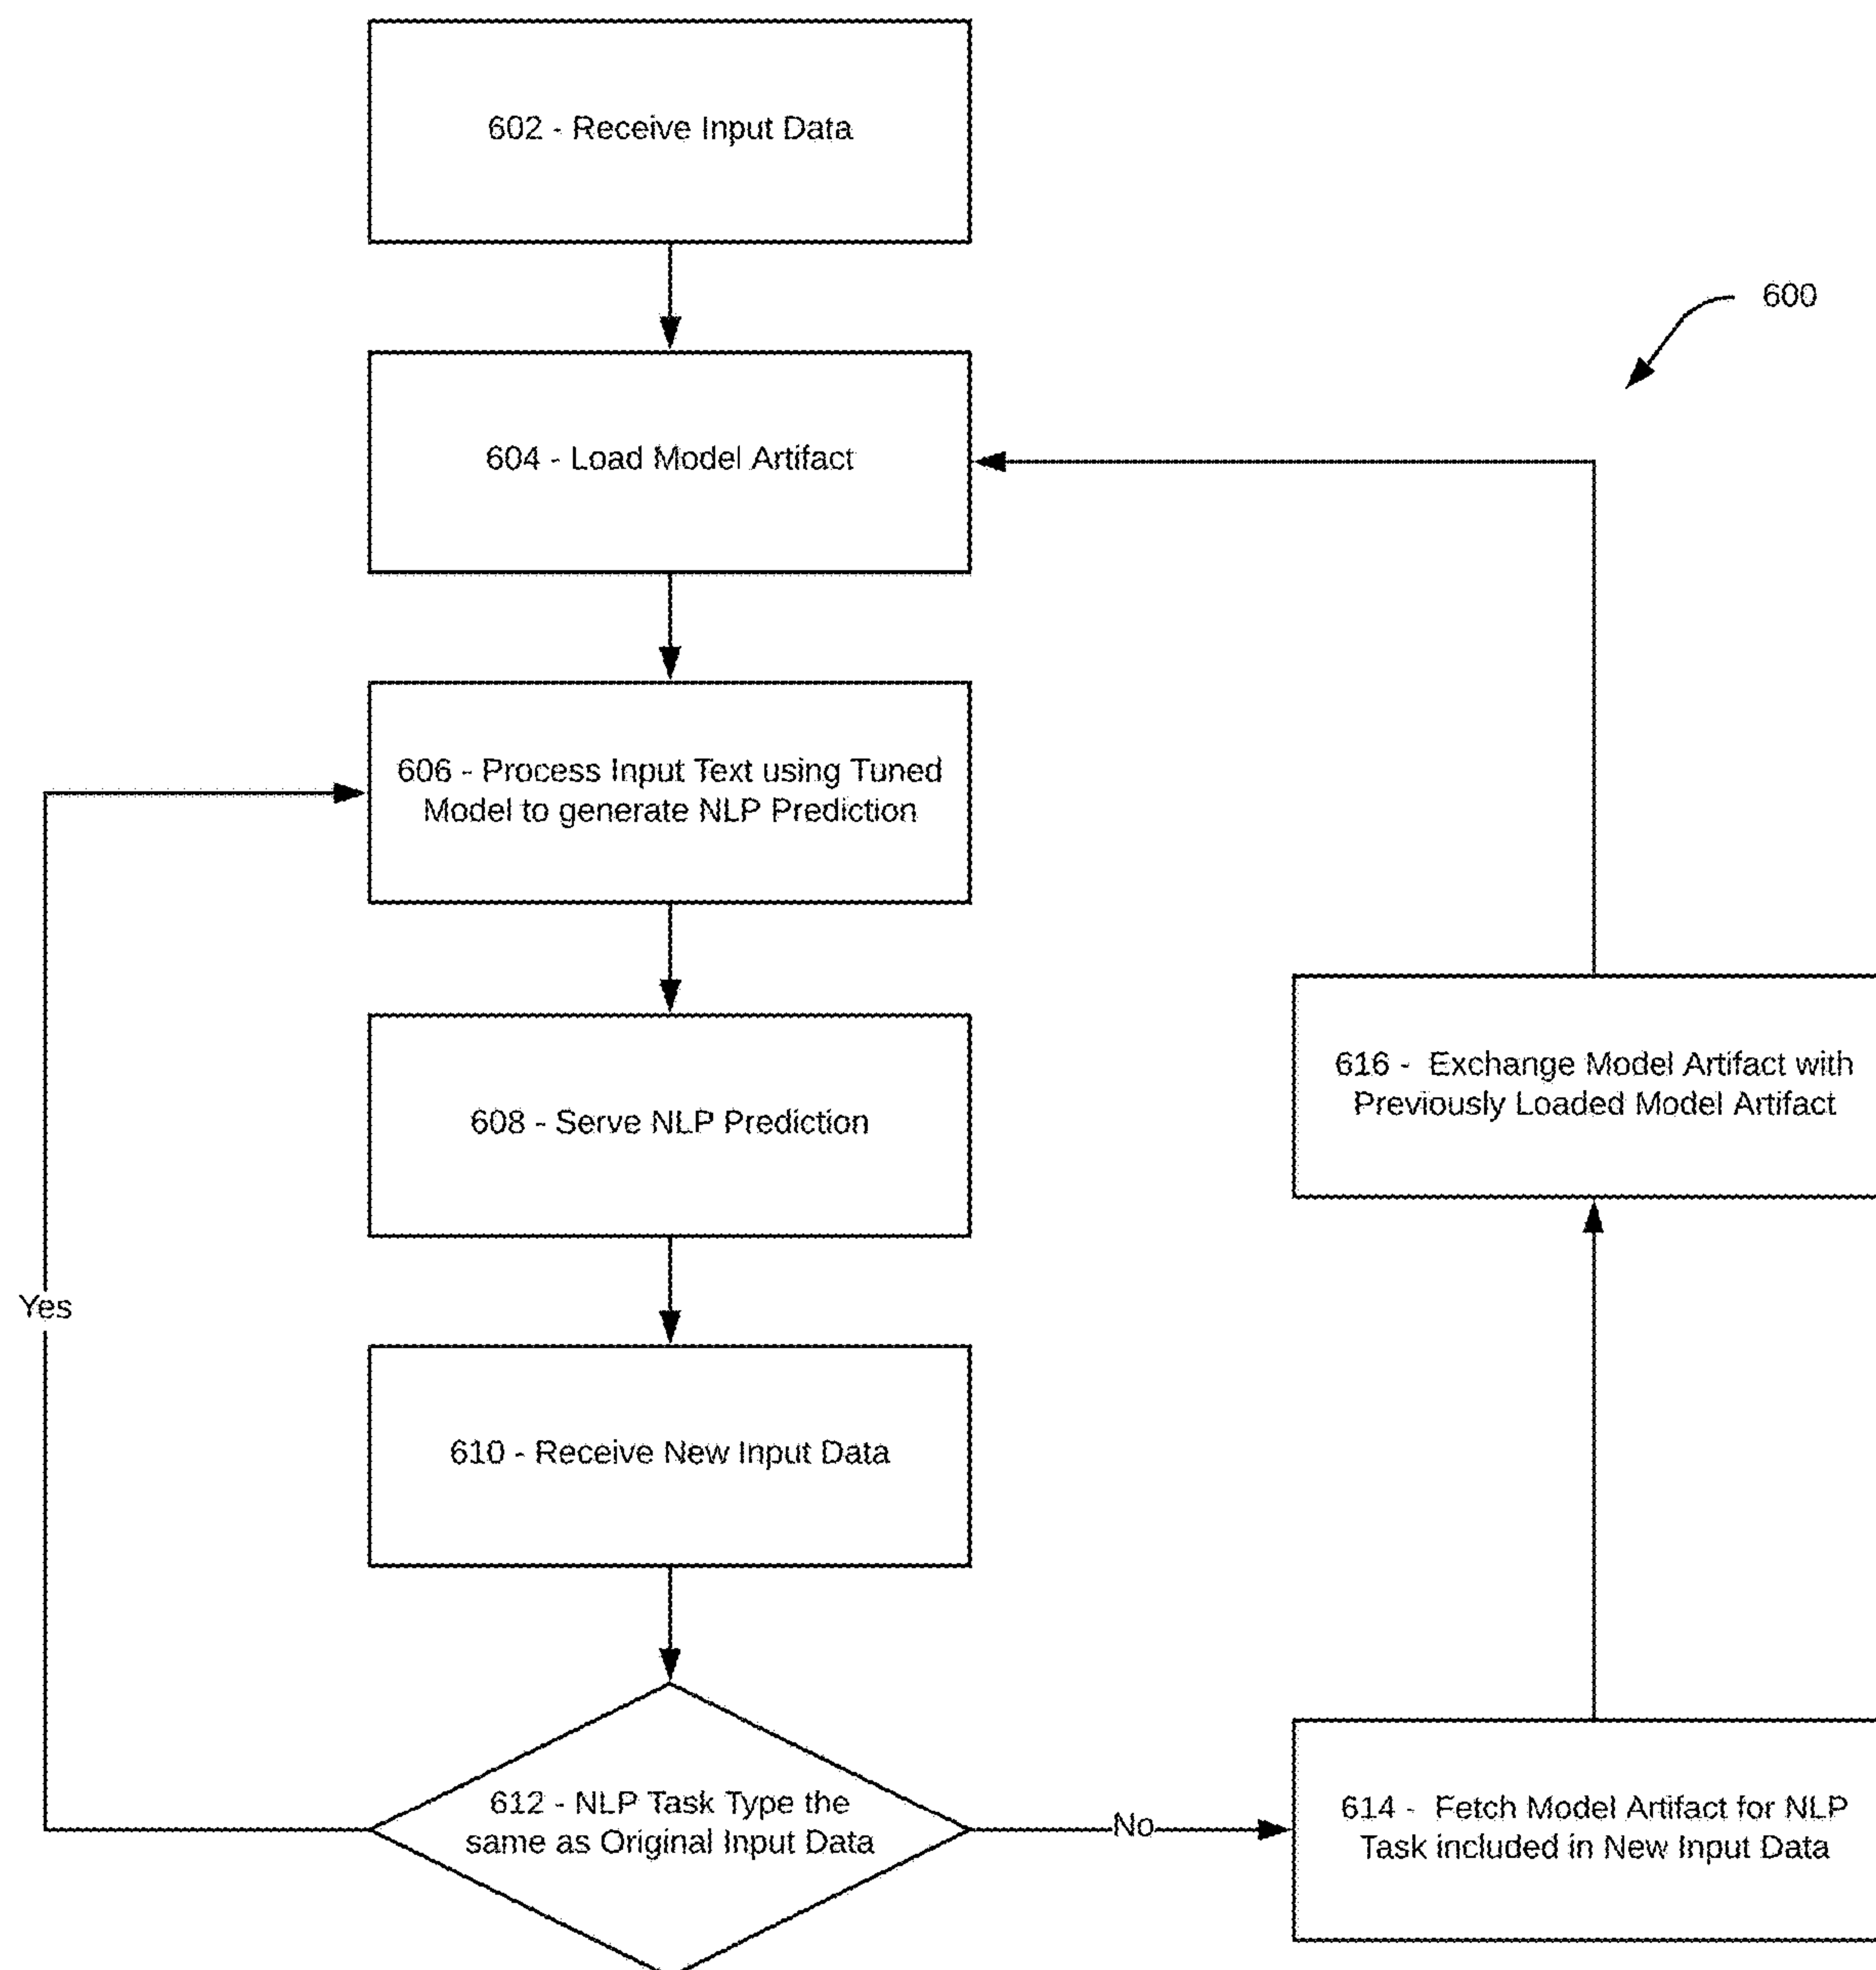 602 - Receive Input Data
600
604 - Load Model Artifact
606 - Process Input Text using Tuned
Model to generate NLP Prediction
616 - Exchange Model Artifact with
Previously Loaded Model Artifact
608 - Serve NLP Prediction
Yes
610 - Receive New Input Data
612 - NLP Task Type the
same as Original Input Data
No
614 - Fetch Model Artifact for NLP
Task included in New Input Data